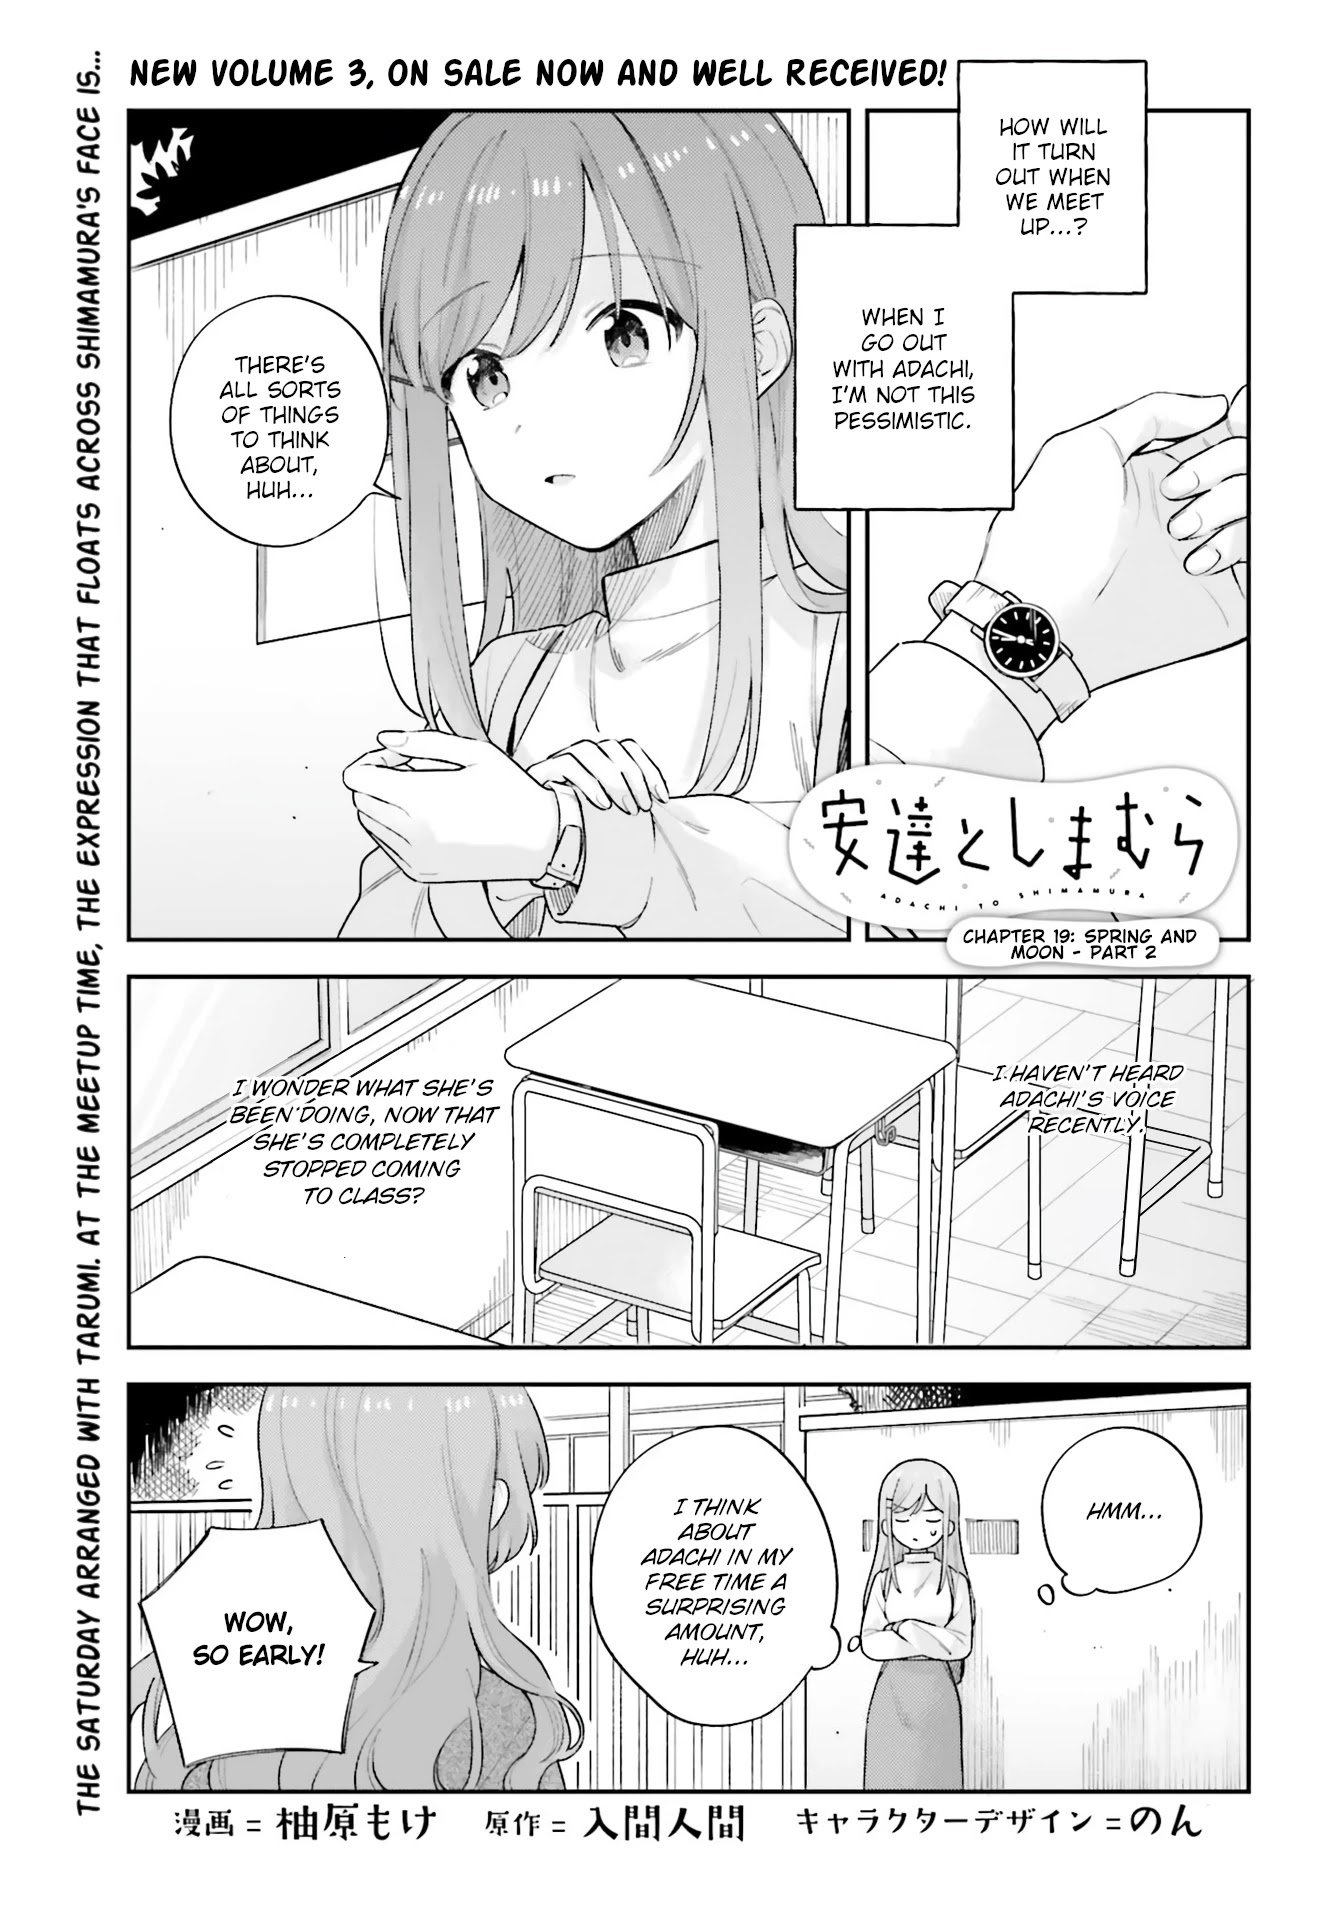 NEW VOLUME 3, ON SALE NOW AND WELL RECEIVED!
THE SATURDAY ARRANGED WITH TARUMI. AT THE MEETUP TIME, THE EXPRESSION THAT FLOATS ACROSS SHIMAMURA'S FACE IS...
HOW WILL
IT TURN
OUT WHEN
WE MEET
UP...?
WHEN I
GO OUT
WITH ADACHI,
I'M NOT THIS
PESSIMISTIC.
THERE'S
ALL SORTS
OF THINGS
TO THINK
ABOUT,
HUH...
安達としまむら
ADACHI TO SHIMAMURA
CHAPTER 19: SPRING AND
MOON - PART 2
I HAVEN'T HEARD
ADACHI'S VOICE
RECENTLY.
I WONDER WHAT SHE'S
BEEN DOING, NOW THAT
SHE'S COMPLETELY
STOPPED COMING
TO CLASS?
HMM...
I THINK
ABOUT
ADACHI IN MY
FREE TIME A
SURPRISING
AMOUNT,
HUH...
WOW,
SO EARLY!
漫画=柚原もけ 原作=入間人間 キャラクターデザイン=のん